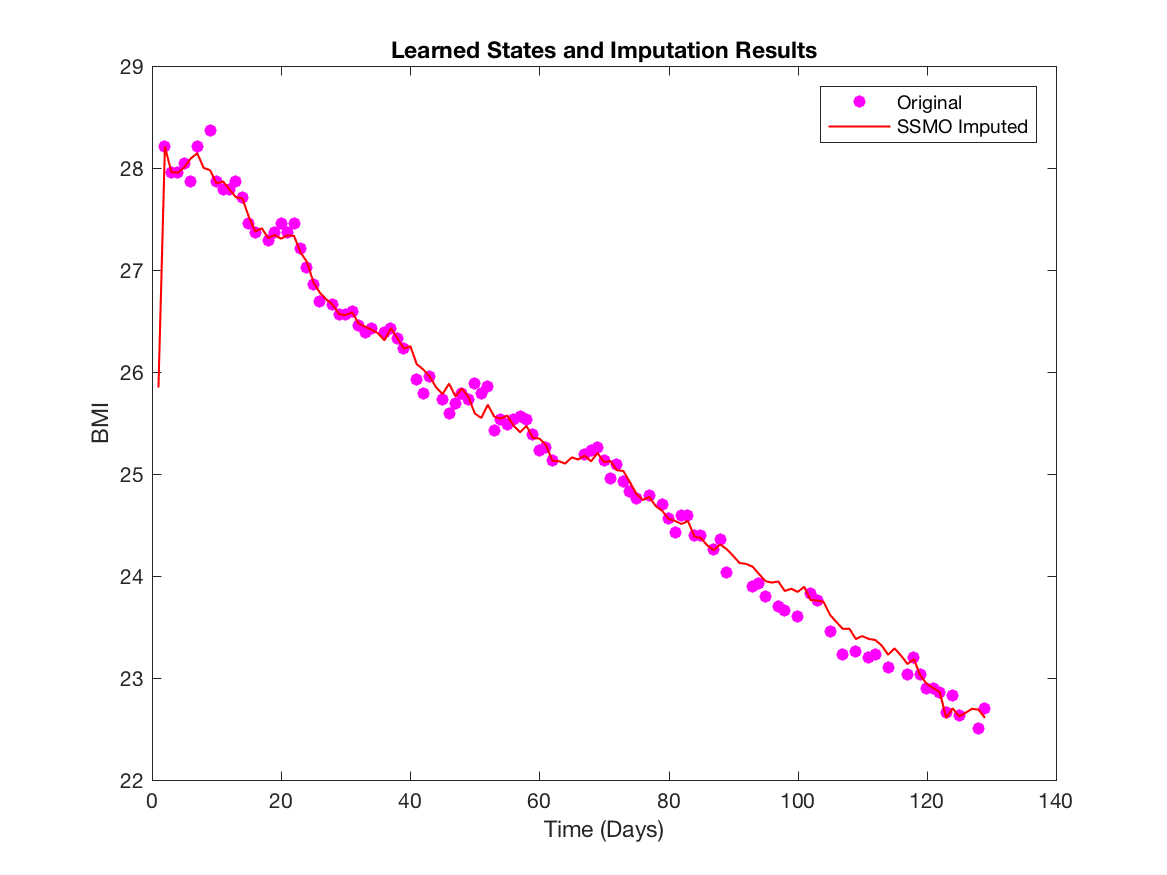 Learned States and Imputation Results
Original
SSMO Imputed
BMI
29
28
27
26
25
24
23
22
0 20 40 60 80 100 120 140
Time (Days)